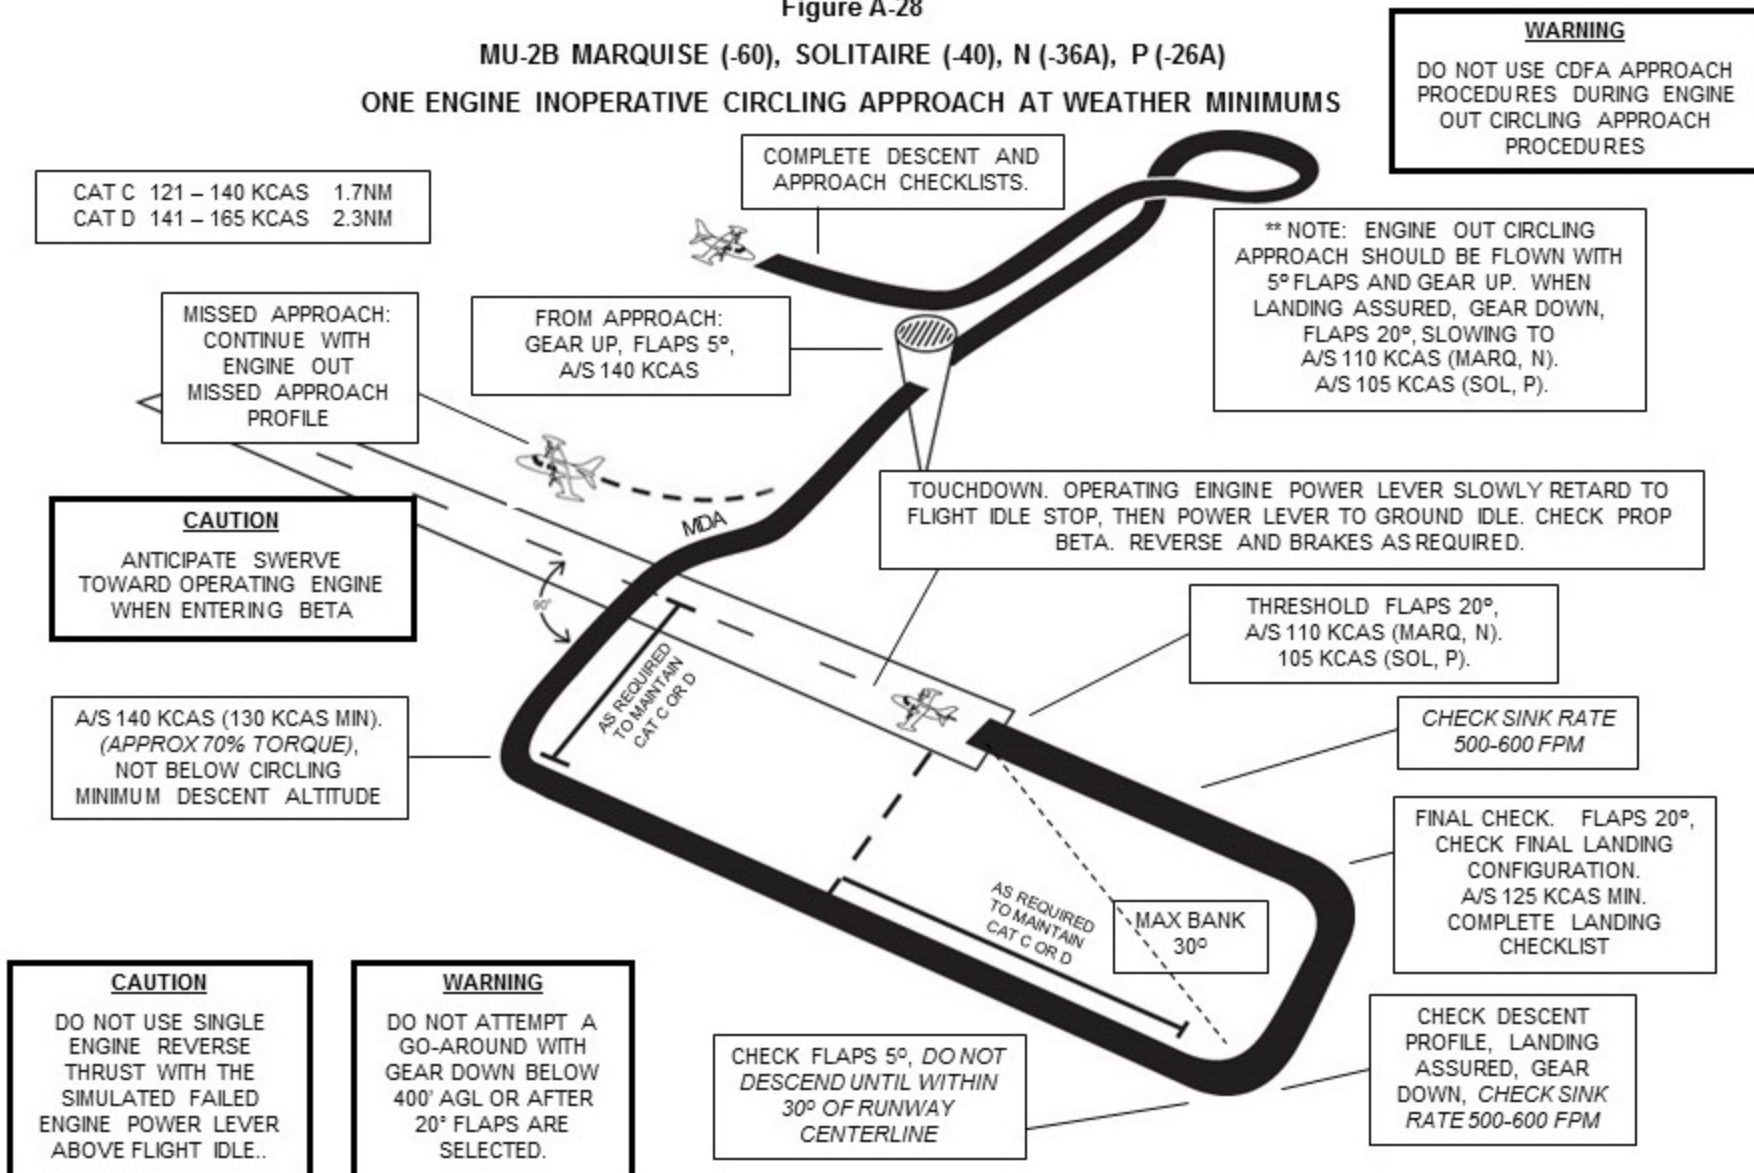 Figure A-28
MU-2B MARQUISE (-60), SOLITAIRE (-40), N (-36A), P (-26A)
ONE ENGINE INOPERATIVE CIRCLING APPROACH AT WEATHER MINIMUMS
WARNING
DO NOT USE CDFA APPROACH
PROCEDURES DURING ENGINE
OUT CIRCLING APPROACH
PROCEDURES
COMPLETE DESCENT AND
APPROACH CHECKLISTS.
CAT C 121 – 140 KCAS 1.7NM
CAT D 141 – 165 KCAS 2.3NM
** NOTE: ENGINE OUT CIRCLING
APPROACH SHOULD BE FLOWN WITH
5º FLAPS AND GEAR UP. WHEN
LANDING ASSURED, GEAR DOWN,
FLAPS 20º, SLOWING TO
A/S 110 KCAS (MARQ, N).
A/S 105 KCAS (SOL, P).
MISSED APPROACH:
CONTINUE WITH
ENGINE OUT
MISSED APPROACH
PROFILE
FROM APPROACH:
GEAR UP, FLAPS 5º,
A/S 140 KCAS
TOUCHDOWN. OPERATING EINGINE POWER LEVER SLOWLY RETARD TO
FLIGHT IDLE STOP, THEN POWER LEVER TO GROUND IDLE. CHECK PROP
BETA. REVERSE AND BRAKES AS REQUIRED.
MDA
CAUTION
ANTICIPATE SWERVE
TOWARD OPERATING ENGINE
WHEN ENTERING BETA
90°
THRESHOLD FLAPS 20º,
A/S 110 KCAS (MARQ, N).
105 KCAS (SOL, P).
AS REQUIRED
TO MAINTAIN
CAT C OR D
A/S 140 KCAS (130 KCAS MIN).
(APPROX 70% TORQUE),
NOT BELOW CIRCLING
MINIMUM DESCENT ALTITUDE
CHECK SINK RATE
500-600 FPM
FINAL CHECK. FLAPS 20º,
CHECK FINAL LANDING
CONFIGURATION.
A/S 125 KCAS MIN.
COMPLETE LANDING
CHECKLIST
AS REQUIRED
TO MAINTAIN
CAT C OR D
MAX BANK
30º
CAUTION
DO NOT USE SINGLE
ENGINE REVERSE
THRUST WITH THE
SIMULATED FAILED
ENGINE POWER LEVER
ABOVE FLIGHT IDLE..
WARNING
DO NOT ATTEMPT A
GO-AROUND WITH
GEAR DOWN BELOW
400' AGL OR AFTER
20° FLAPS ARE
SELECTED.
CHECK FLAPS 5º, DO NOT
DESCEND UNTIL WITHIN
30º OF RUNWAY
CENTERLINE
CHECK DESCENT
PROFILE, LANDING
ASSURED, GEAR
DOWN, CHECK SINK
RATE 500-600 FPM